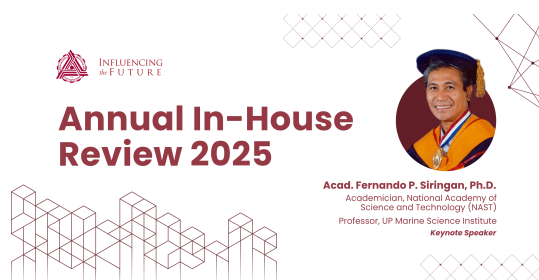 INFLUENCING
the FUTURE
Annual In-House
Review 2025
Acad. Fernando P. Siringan, Ph.D.
Academician, National Academy of
Science and Technology (NAST)
Professor, UP Marine Science Institute
Keynote Speaker